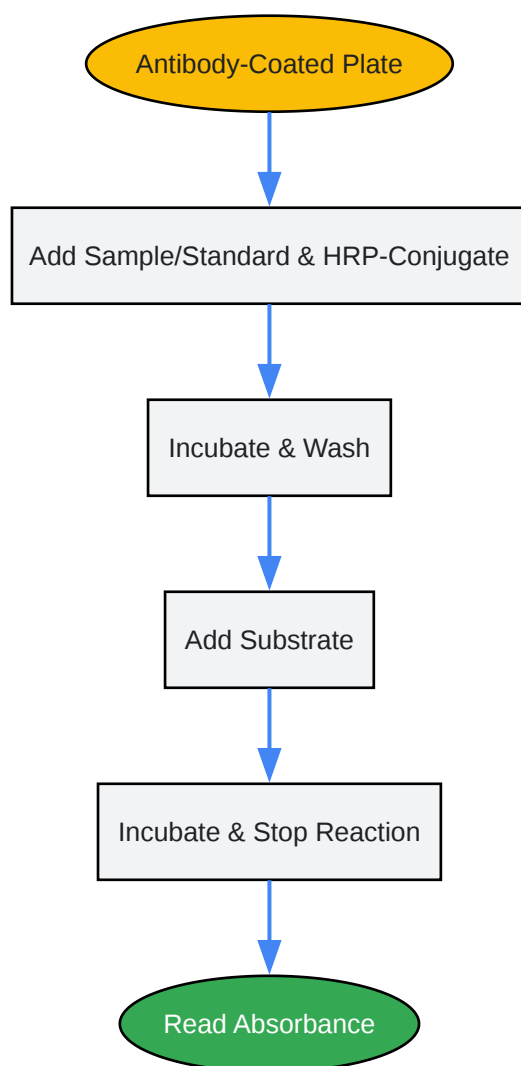 Antibody-Coated Plate
Add Sample/Standard & HRP-Conjugate
Incubate & Wash
Add Substrate
Incubate & Stop Reaction
Read Absorbance